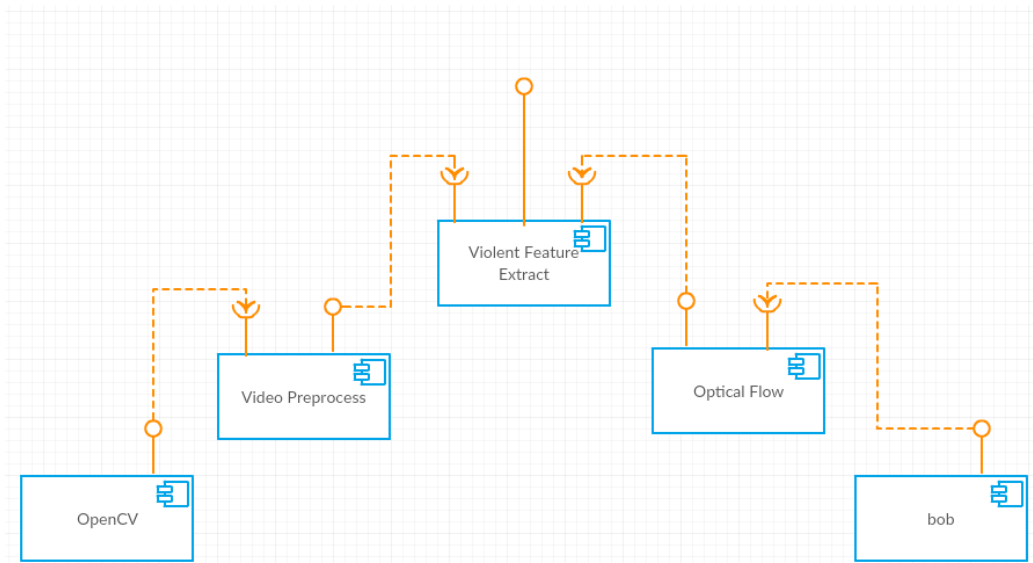 Violent Feature
Extract
Video Preprocess
Optical Flow
OpenCV
bob